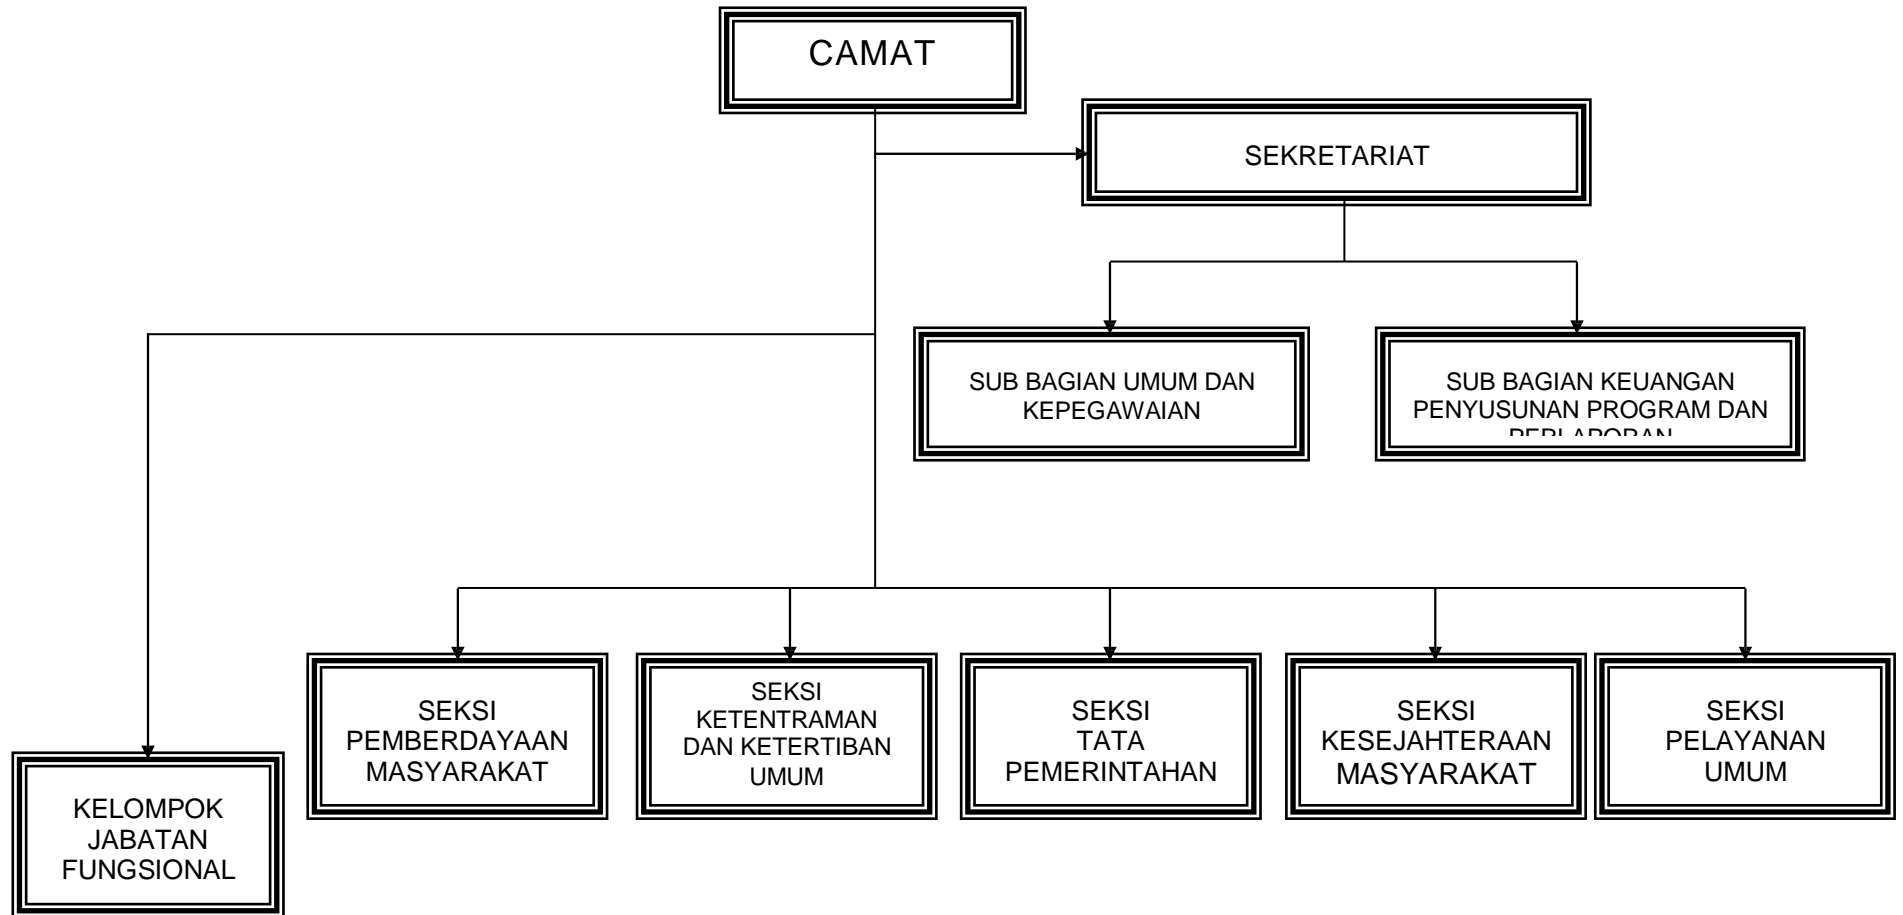 CAMAT
SEKRETARIAT
SUB BAGIAN UMUM DAN
KEPEGAWAIAN
SUB BAGIAN KEUANGAN
PENYUSUNAN PROGRAM DAN
SEKSI
PEMBERDAYAAN
MASYARAKAT
SEKSI
KETENTRAMAN
DAN KETERTIBAN
UMUM
SEKSI
TATA
PEMERINTAHAN
SEKSI
KESEJAHTERAAN
MASYARAKAT
SEKSI
PELAYANAN
UMUM
KELOMPOK
JABATAN
FUNGSIONAL